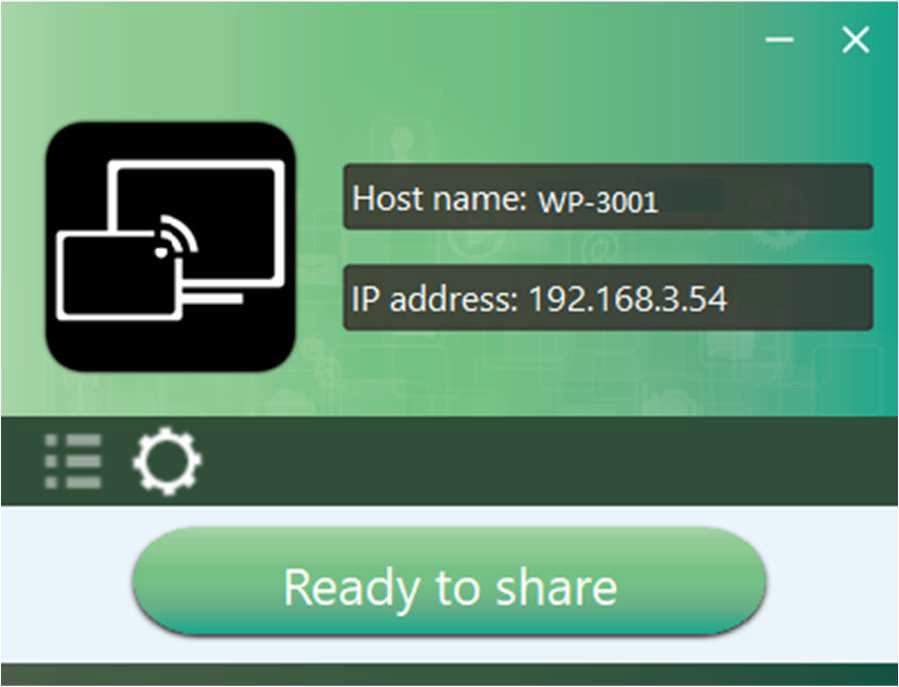 Host name: WP-3001
IP address: 192.168.3.54
Ready to share